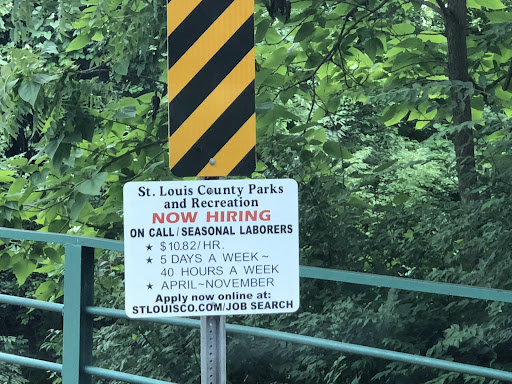 St. Louis County Parks
and Recreation
NOW HIRING
ON CALL/SEASONAL LABORERS
★ $10.82/HR.
★ 5 DAYS A WEEK~
40 HOURS A WEEK
★ APRIL~NOVEMBER
Apply now online at:
STLOUISCO.COM/JOB SEARCH